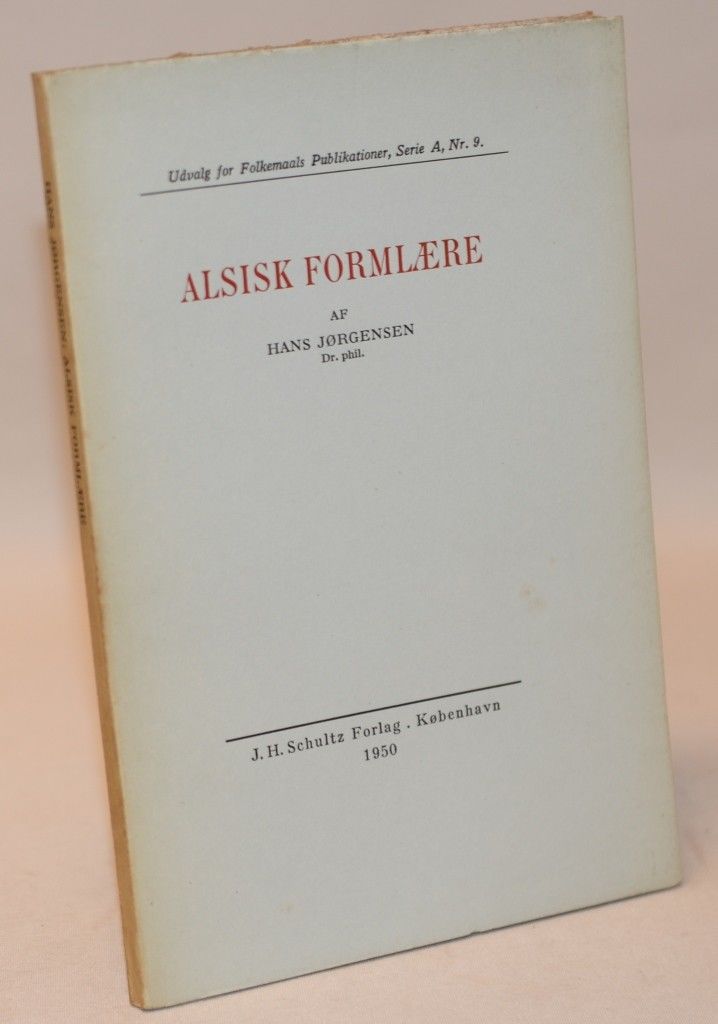 Udvalg for Folkemaals Publikationer, Serie A, Nr. 9.
ALSISK FORMLÆRE
AF
HANS JØRGENSEN
Dr. phil.
J. H. Schultz Forlag . København
1950
HANS JØRGENSEN: ALSISK FORMLÆRE